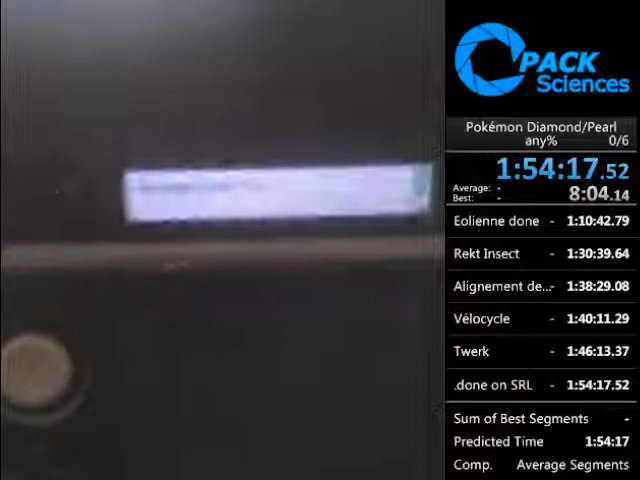 PACK
Sciences
Pokémon Diamond/Pearl
any% 0/6
1:54:17.52
Average: -
Best: - 8:04.14
Eolienne done - 1:10:42.79
Rekt Insect - 1:30:39.64
Alignement de... - 1:38:29.08
Vélocycle - 1:40:11.29
Twerk - 1:46:13.37
.done on SRL - 1:54:17.52
Sum of Best Segments -
Predicted Time 1:54:17
Comp. Average Segments